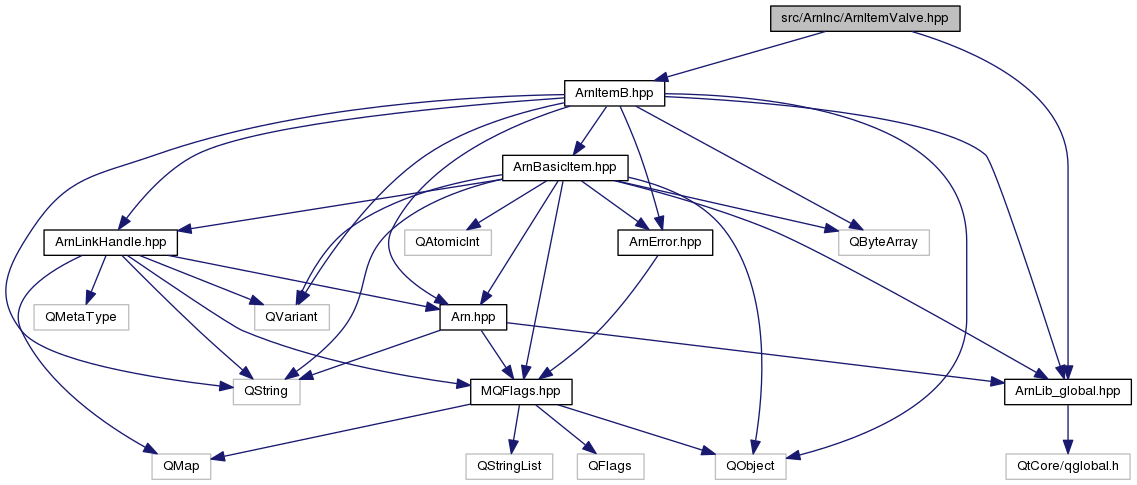 src/ArnInc/ArnItemValve.hpp
ArnItemB.hpp
ArnBasicItem.hpp
ArnLinkHandle.hpp
QAtomicInt
ArnError.hpp
QByteArray
QMetaType
QVariant
Arn.hpp
QString
MQFlags.hpp
ArnLib_global.hpp
QMap
QStringList
QFlags
QObject
QtCore/qglobal.h